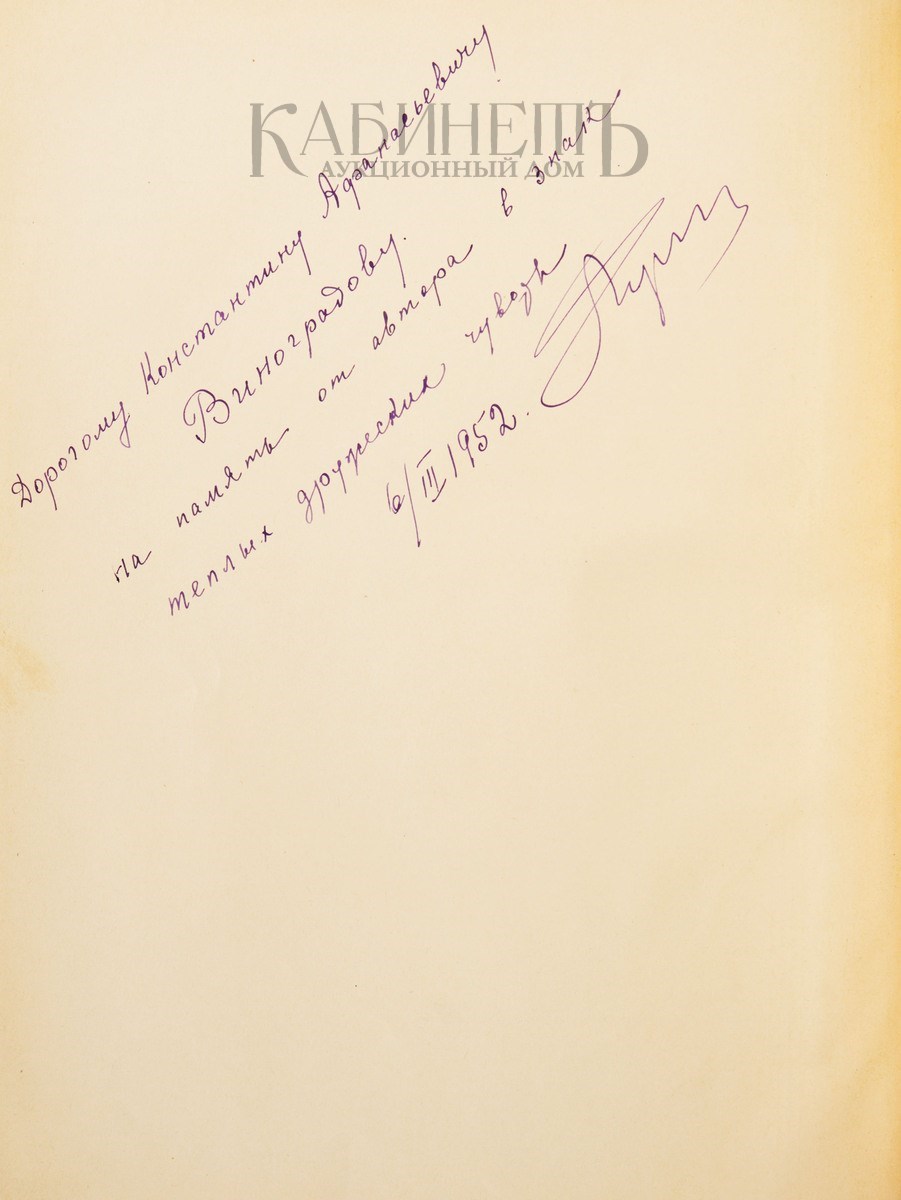 КАБИНЕТЪ
АУКЦИОННЫЙ ДОМ
Дорогому Константину Афанасьевичу
Виноградову.
на память от автора в знак
теплых дружеских чувств
6/III 1952.